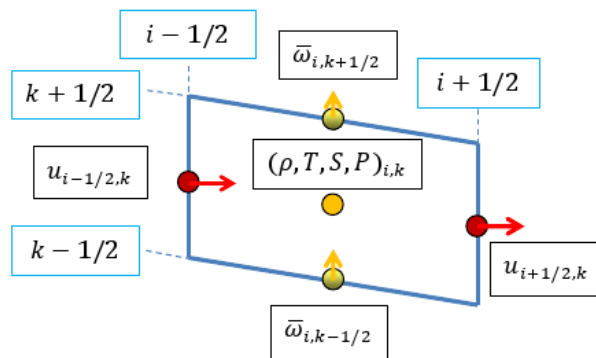 i − 1/2
ω̅_{i,k+1/2}
i + 1/2
k + 1/2
(ρ, T, S, P)_{i,k}
u_{i−1/2,k}
k − 1/2
u_{i+1/2,k}
ω̅_{i,k−1/2}